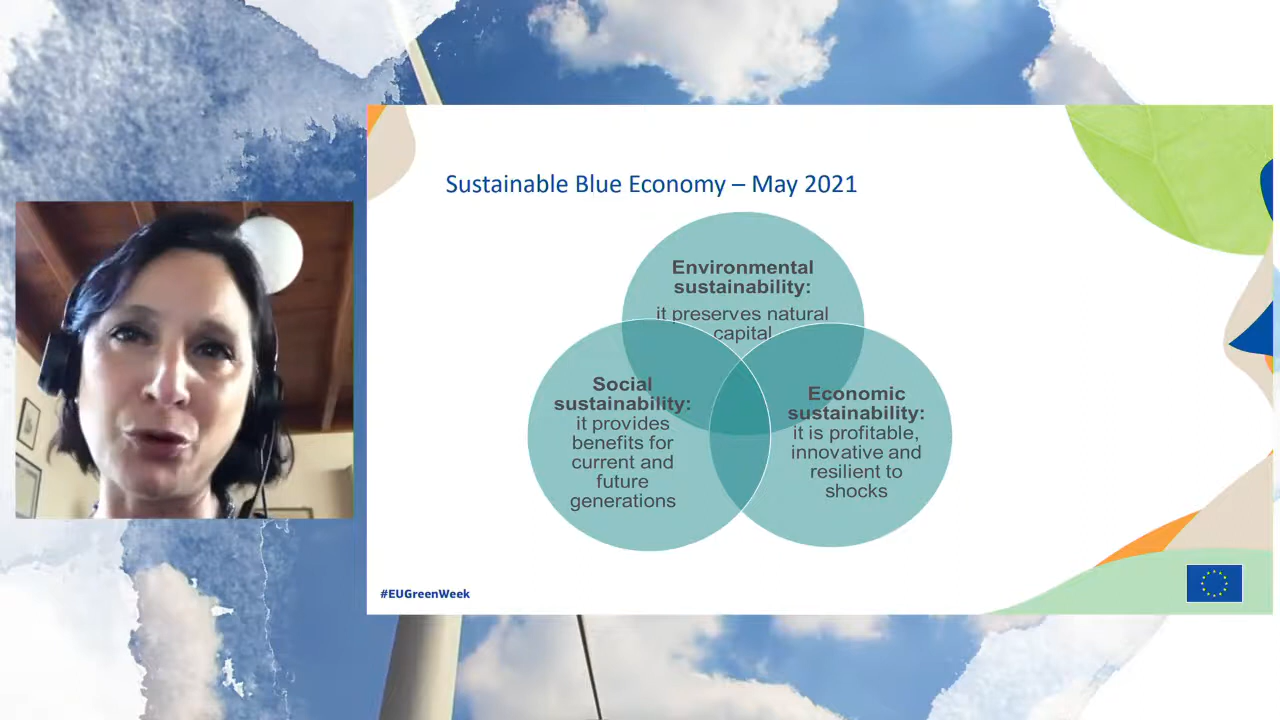 Sustainable Blue Economy – May 2021
Environmental
sustainability:
it preserves natural
capital
Social
sustainability:
it provides
benefits for
current and
future
generations
Economic
sustainability:
it is profitable,
innovative and
resilient to
shocks
#EUGreenWeek